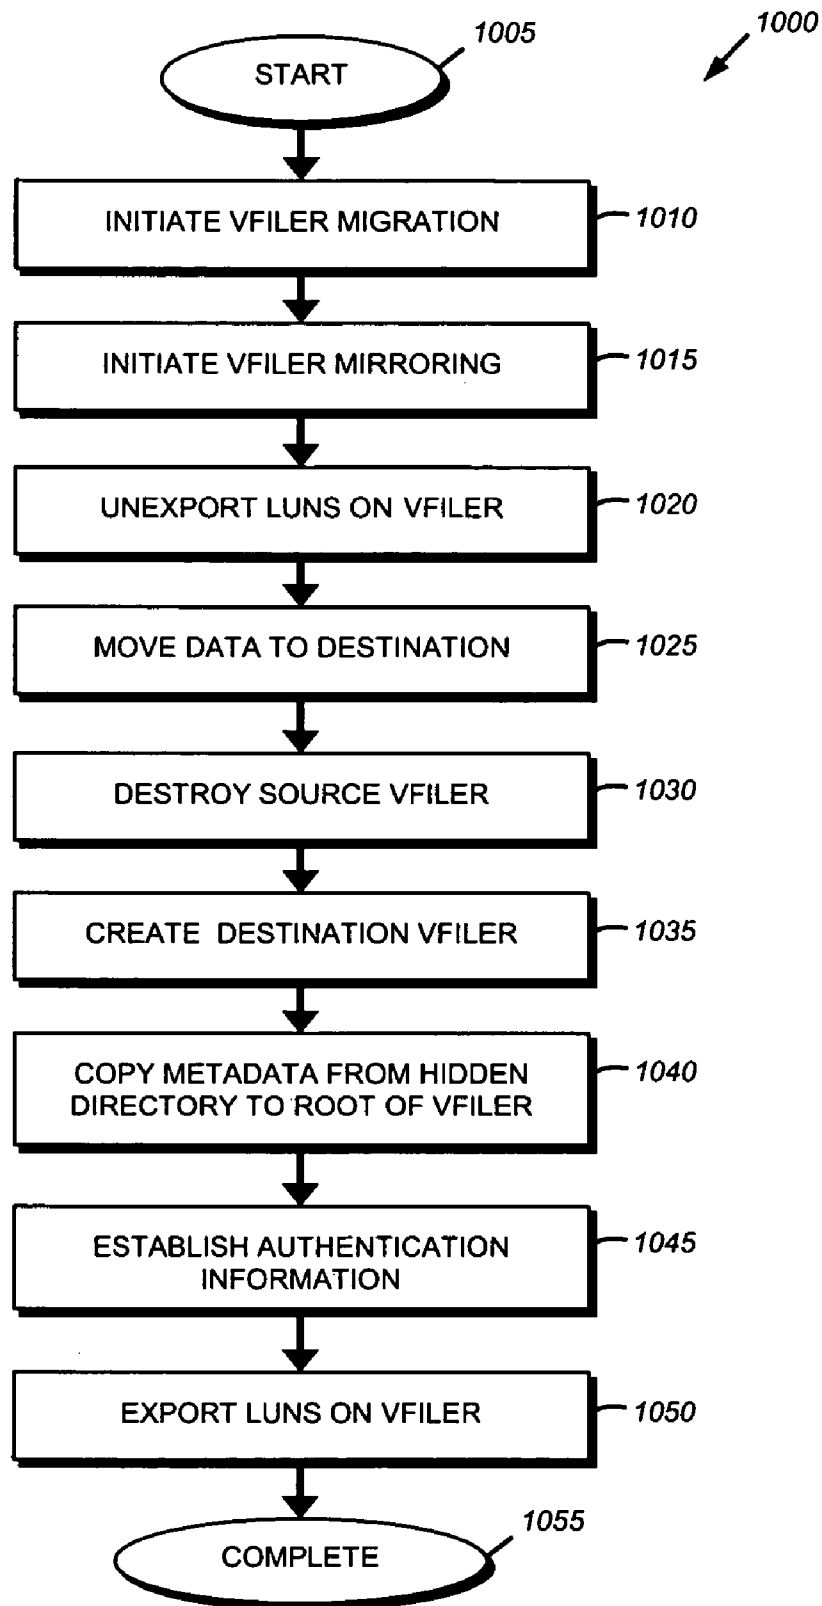 1000
START
1005
INITIATE VFILER MIGRATION
1010
INITIATE VFILER MIRRORING
1015
UNEXPORT LUNS ON VFILER
1020
MOVE DATA TO DESTINATION
1025
DESTROY SOURCE VFILER
1030
CREATE DESTINATION VFILER
1035
COPY METADATA FROM HIDDEN
DIRECTORY TO ROOT OF VFILER
1040
ESTABLISH AUTHENTICATION
INFORMATION
1045
EXPORT LUNS ON VFILER
1050
COMPLETE
1055